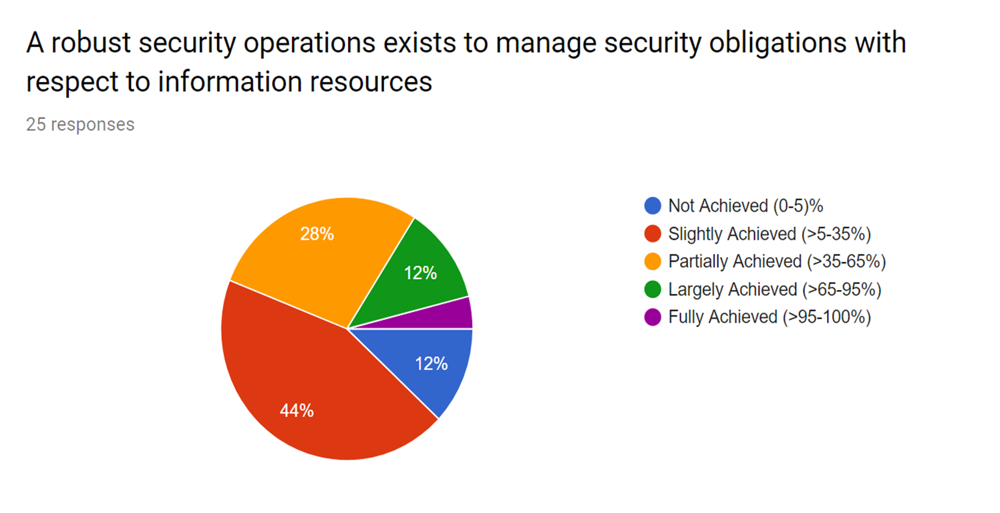 A robust security operations exists to manage security obligations with
respect to information resources
25 responses
28%
12%
12%
44%
Not Achieved (0-5)%
Slightly Achieved (>5-35%)
Partially Achieved (>35-65%)
Largely Achieved (>65-95%)
Fully Achieved (>95-100%)